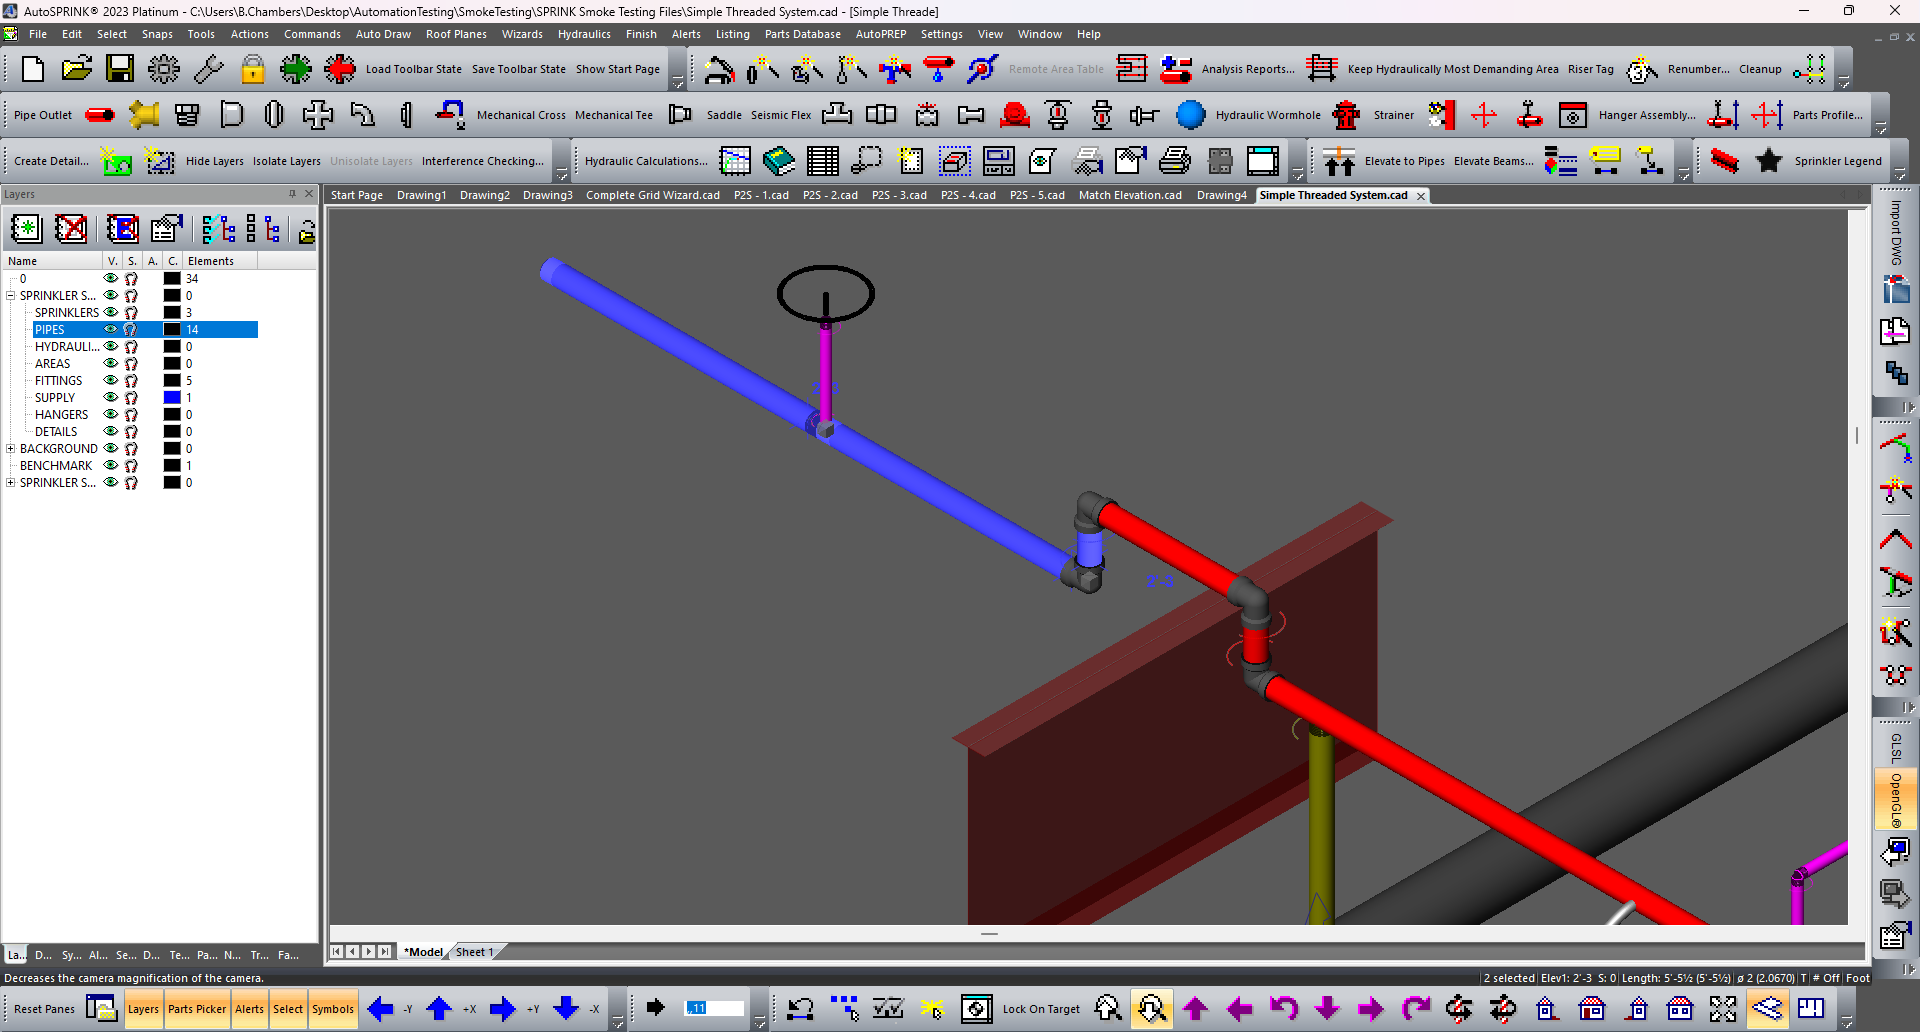 AutoSPRINK® 2023 Platinum - C:\Users\B.Chambers\Desktop\AutomationTesting\SmokeTesting\SPRINK Smoke Testing Files\Simple Threaded System.cad - [Simple Threade]
File Edit Select Snaps Tools Actions Commands Auto Draw Roof Planes Wizards Hydraulics Finish Alerts Listing Parts Database AutoPREP Settings View Window Help
Load Toolbar State Save Toolbar State Show Start Page Remote Area Table Analysis Reports... Keep Hydraulically Most Demanding Area Riser Tag Renumber... Cleanup
Pipe Outlet Mechanical Cross Mechanical Tee Saddle Seismic Flex Hydraulic Wormhole Strainer Hanger Assembly... Parts Profile...
Create Detail... Hide Layers Isolate Layers Unisolate Layers Interference Checking... Hydraulic Calculations... Elevate to Pipes Elevate Beams... Sprinkler Legend
Layers
Start Page Drawing1 Drawing2 Drawing3 Complete Grid Wizard.cad P2S - 1.cad P2S - 2.cad P2S - 3.cad P2S - 4.cad P2S - 5.cad Match Elevation.cad Drawing4 Simple Threaded System.cad
Name V. S. A. C. Elements
0 34
SPRINKLER S... 0
SPRINKLERS 3
PIPES 14
HYDRAULI... 0
AREAS 0
FITTINGS 5
SUPPLY 1
HANGERS 0
DETAILS 0
BACKGROUND 0
BENCHMARK 1
SPRINKLER S... 0
2'-3
Import DWG
GLSL
OpenGL®
La... D... Sy... Al... Se... D... Te... Pa... N... Tr... Fa...
*Model Sheet 1
Decreases the camera magnification of the camera.
2 selected Elev1: 2'-3 S: 0 Length: 5'-5½ (5'-5½) ø 2 (2.0670) T # Off Foot
Reset Panes Layers Parts Picker Alerts Select Symbols -Y +X +Y -X ,,11 Lock On Target